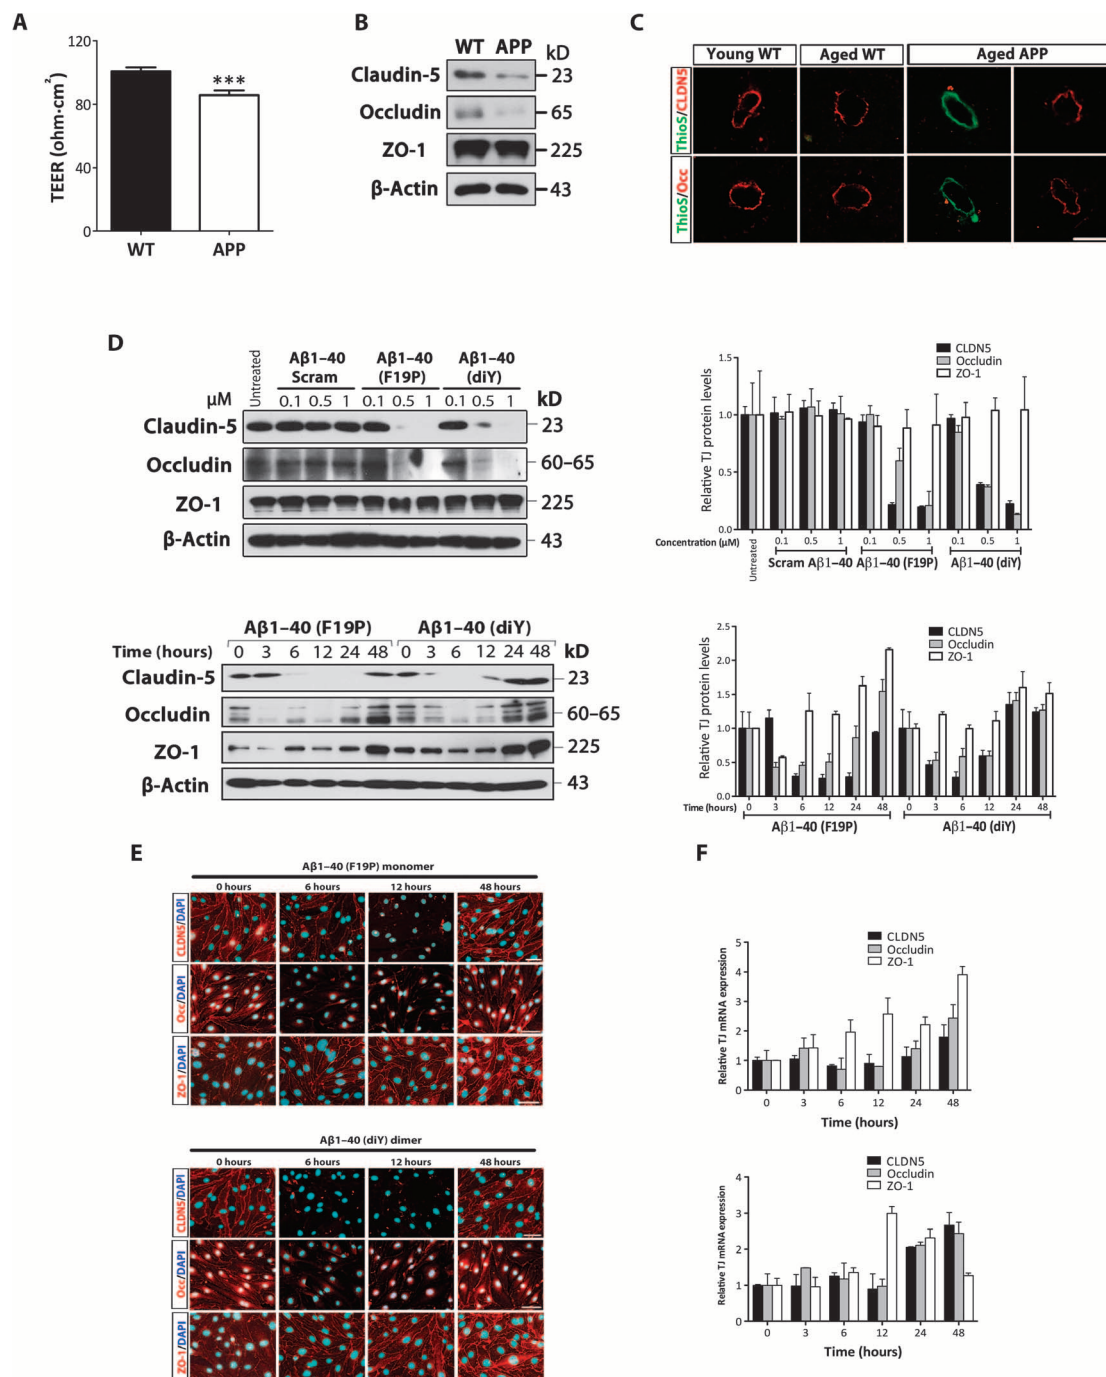 A
120
80
40
0
TEER (ohm·cm²)
***
WT
APP
B
WT APP kD
Claudin-5 23
Occludin 65
ZO-1 225
β-Actin 43
C
Young WT Aged WT Aged APP
ThioS/CLDN5
ThioS/Occ
D
Untreated
Aβ1–40 Scram
Aβ1–40 (F19P)
Aβ1–40 (diY)
μM 0.1 0.5 1 0.1 0.5 1 0.1 0.5 1 kD
Claudin-5 23
Occludin 60–65
ZO-1 225
β-Actin 43
CLDN5
Occludin
ZO-1
1.5
1.0
0.5
0.0
Relative TJ protein levels
Concentration (μM) Untreated 0.1 0.5 1 0.1 0.5 1 0.1 0.5 1
Scram Aβ1–40 Aβ1–40 (F19P) Aβ1–40 (diY)
Aβ1–40 (F19P) Aβ1–40 (diY)
Time (hours) 0 3 6 12 24 48 0 3 6 12 24 48 kD
Claudin-5 23
Occludin 60–65
ZO-1 225
β-Actin 43
CLDN5
Occludin
ZO-1
2.5
2.0
1.5
1.0
0.5
0.0
Relative TJ protein levels
Time (hours) 0 3 6 12 24 48 0 3 6 12 24 48
Aβ1–40 (F19P) Aβ1–40 (diY)
E
Aβ1–40 (F19P) monomer
0 hours 6 hours 12 hours 48 hours
CLDN5/DAPI
Occ/DAPI
ZO-1/DAPI
Aβ1–40 (diY) dimer
0 hours 6 hours 12 hours 48 hours
CLDN5/DAPI
Occ/DAPI
ZO-1/DAPI
F
CLDN5
Occludin
ZO-1
5
4
3
2
1
0
Relative TJ mRNA expression
0 3 6 12 24 48
Time (hours)
CLDN5
Occludin
ZO-1
4
3
2
1
0
Relative TJ mRNA expression
0 3 6 12 24 48
Time (hours)